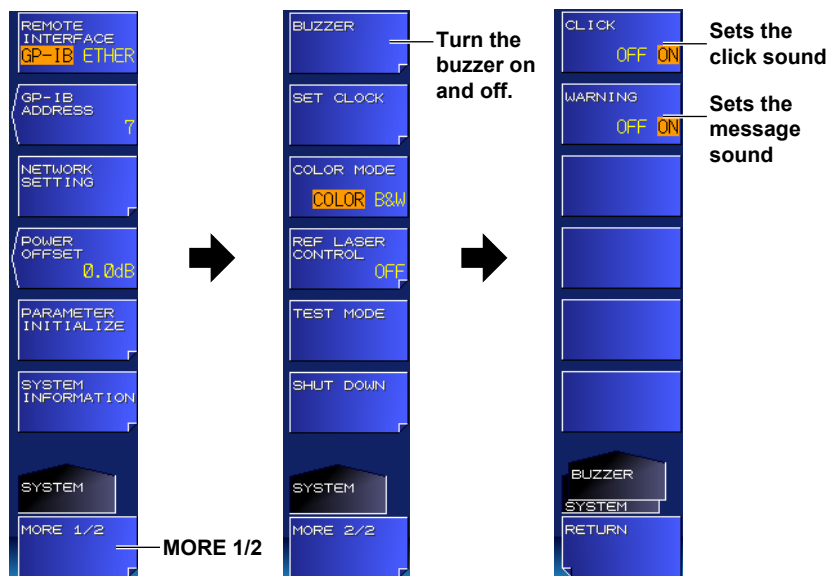 REMOTE
INTERFACE
GP-IB ETHER
GP-IB
ADDRESS
7
NETWORK
SETTING
POWER
OFFSET
0.0dB
PARAMETER
INITIALIZE
SYSTEM
INFORMATION
SYSTEM
MORE 1/2
MORE 1/2
BUZZER
Turn the
buzzer on
and off.
SET CLOCK
COLOR MODE
COLOR B&W
REF LASER
CONTROL
OFF
TEST MODE
SHUT DOWN
SYSTEM
MORE 2/2
CLICK
OFF ON
Sets the
click sound
WARNING
OFF ON
Sets the
message
sound
BUZZER
SYSTEM
RETURN